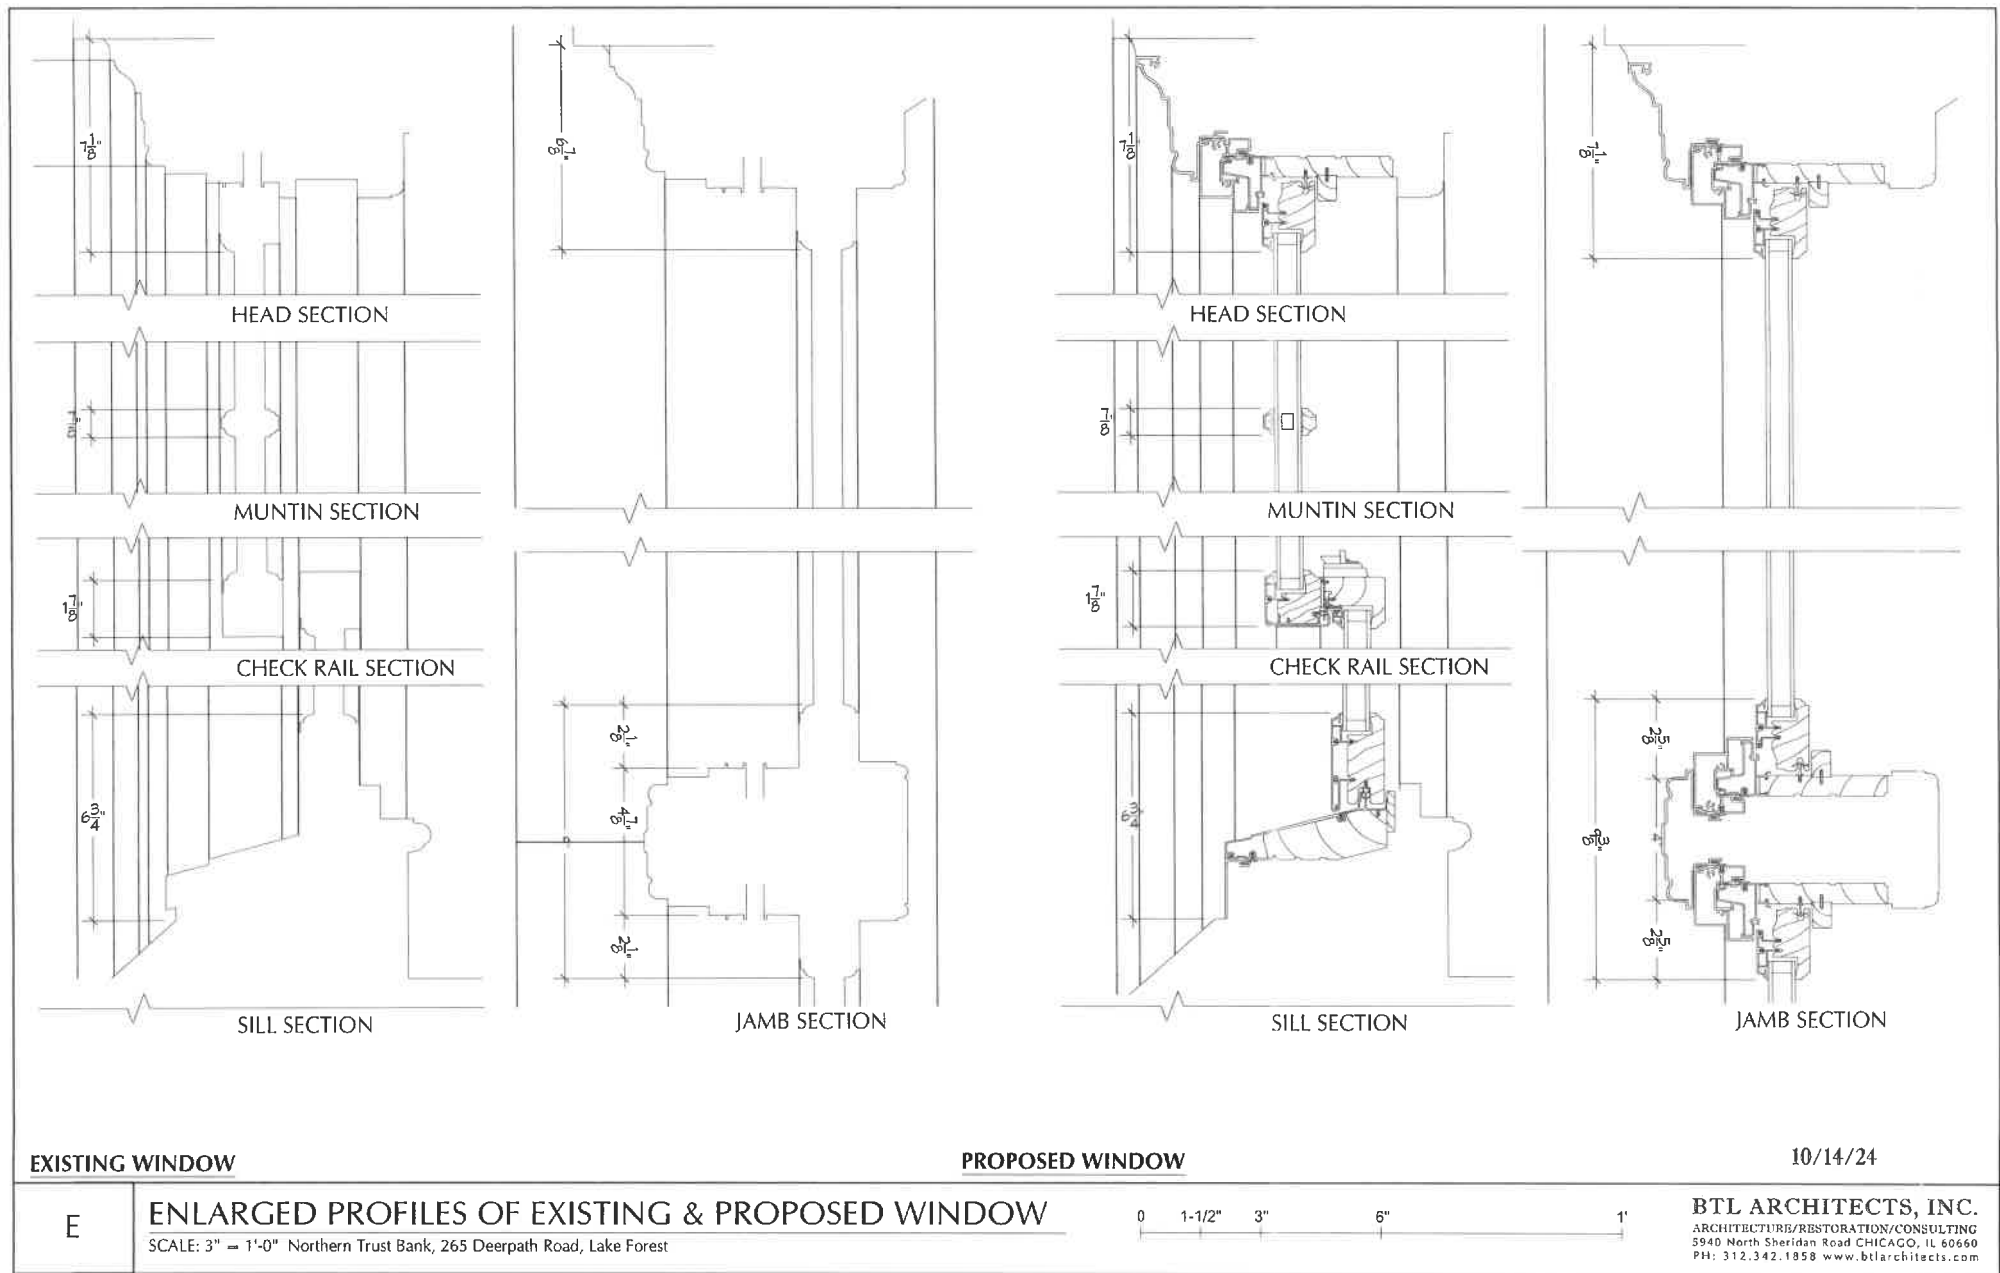 7 1/8"
HEAD SECTION
7/8"
MUNTIN SECTION
1 7/8"
CHECK RAIL SECTION
6 3/4"
SILL SECTION
6 7/8"
2 1/8"
4 7/8"
2 1/8"
JAMB SECTION
7 1/8"
HEAD SECTION
7/8"
MUNTIN SECTION
1 7/8"
CHECK RAIL SECTION
6 3/4"
SILL SECTION
7 1/8"
2 5/8"
9 3/8"
4"
2 5/8"
JAMB SECTION
EXISTING WINDOW
PROPOSED WINDOW
10/14/24
E
ENLARGED PROFILES OF EXISTING & PROPOSED WINDOW
SCALE: 3" = 1'-0" Northern Trust Bank, 265 Deerpath Road, Lake Forest
0 1-1/2" 3" 6" 1'
BTL ARCHITECTS, INC.
ARCHITECTURE/RESTORATION/CONSULTING
5940 North Sheridan Road CHICAGO, IL 60660
PH: 312.342.1858 www.btlarchitects.com